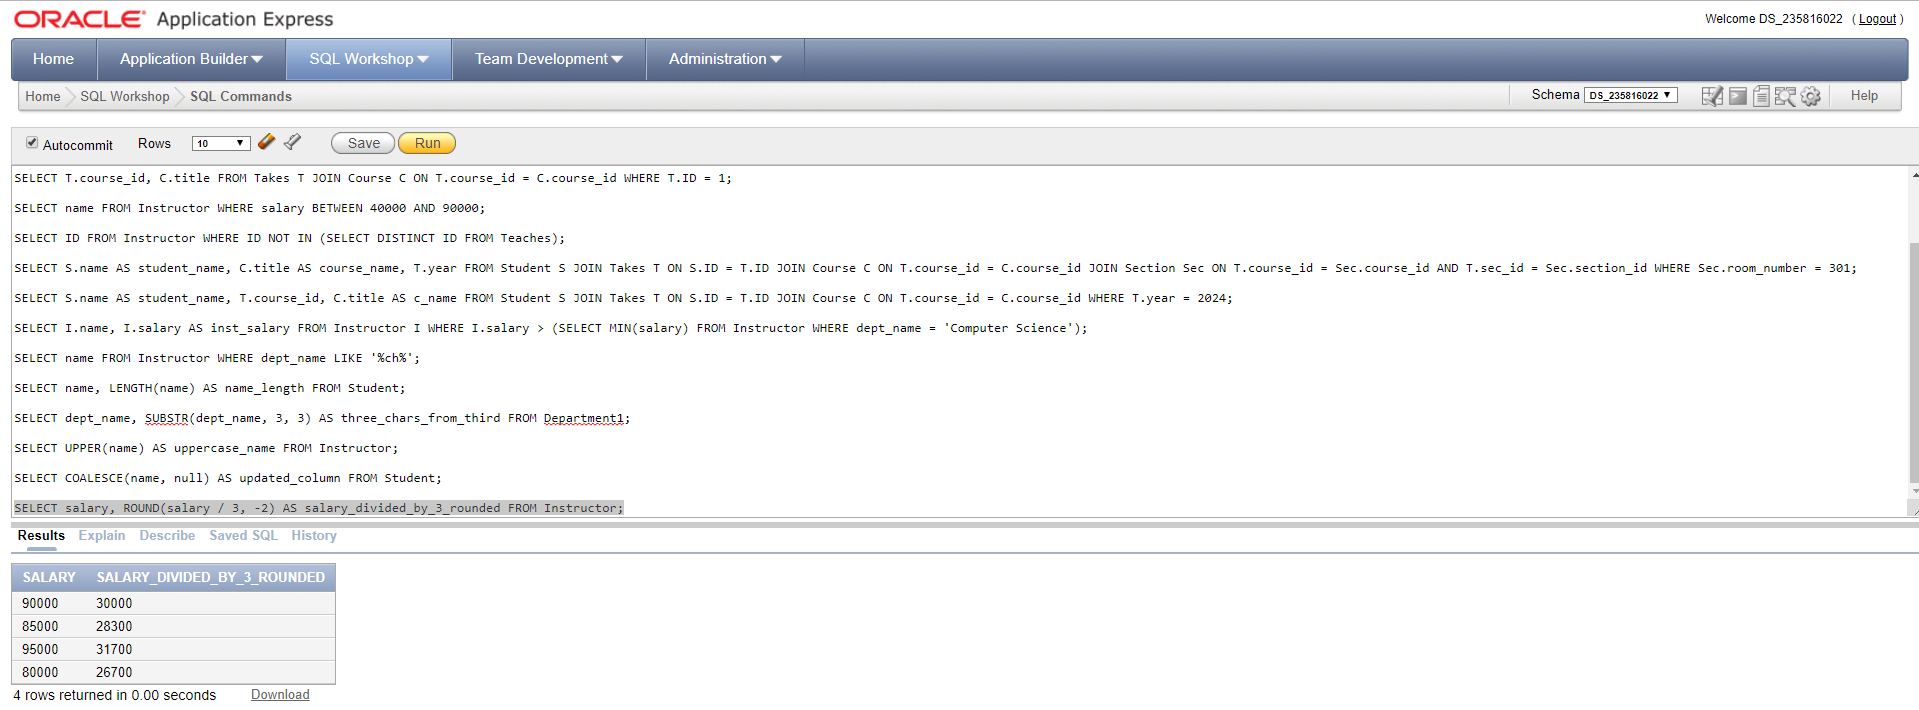 ORACLE Application Express
Welcome DS_235816022 ( Logout )
Home Application Builder SQL Workshop Team Development Administration
Home SQL Workshop SQL Commands Schema DS_235816022 Help
Autocommit Rows 10 Save Run
SELECT T.course_id, C.title FROM Takes T JOIN Course C ON T.course_id = C.course_id WHERE T.ID = 1;
SELECT name FROM Instructor WHERE salary BETWEEN 40000 AND 90000;
SELECT ID FROM Instructor WHERE ID NOT IN (SELECT DISTINCT ID FROM Teaches);
SELECT S.name AS student_name, C.title AS course_name, T.year FROM Student S JOIN Takes T ON S.ID = T.ID JOIN Course C ON T.course_id = C.course_id JOIN Section Sec ON T.course_id = Sec.course_id AND T.sec_id = Sec.section_id WHERE Sec.room_number = 301;
SELECT S.name AS student_name, T.course_id, C.title AS c_name FROM Student S JOIN Takes T ON S.ID = T.ID JOIN Course C ON T.course_id = C.course_id WHERE T.year = 2024;
SELECT I.name, I.salary AS inst_salary FROM Instructor I WHERE I.salary > (SELECT MIN(salary) FROM Instructor WHERE dept_name = 'Computer Science');
SELECT name FROM Instructor WHERE dept_name LIKE '%ch%';
SELECT name, LENGTH(name) AS name_length FROM Student;
SELECT dept_name, SUBSTR(dept_name, 3, 3) AS three_chars_from_third FROM Department1;
SELECT UPPER(name) AS uppercase_name FROM Instructor;
SELECT COALESCE(name, null) AS updated_column FROM Student;
SELECT salary, ROUND(salary / 3, -2) AS salary_divided_by_3_rounded FROM Instructor;
Results Explain Describe Saved SQL History
SALARY SALARY_DIVIDED_BY_3_ROUNDED
90000 30000
85000 28300
95000 31700
80000 26700
4 rows returned in 0.00 seconds Download